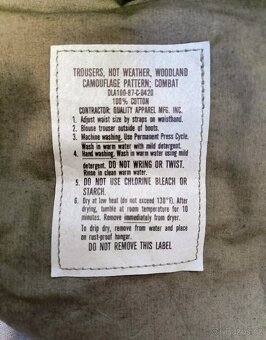 TROUSERS, HOT WEATHER, WOODLAND
CAMOUFLAGE PATTERN; COMBAT
DLA100-87-C-0420
100% COTTON
CONTRACTOR: QUALITY APPAREL MFG. INC.
1. Adjust waist size by straps on waistband.
2. Blouse trouser outside of boots.
3. Machine washing. Use Permanent Press Cycle.
Wash in warm water with mild detergent.
4. Hand washing. Wash in warm water using mild
detergent. DO NOT WRING OR TWIST.
Rinse in clean warm water.
5. DO NOT USE CHLORINE BLEACH OR
STARCH.
6. Dry at low heat (do not exceed 130°F). After
drying, tumble at room temperature for 10
minutes. Remove immediately from dryer.
To drip dry, remove from water and place
on rust-proof hanger.
DO NOT REMOVE THIS LABEL